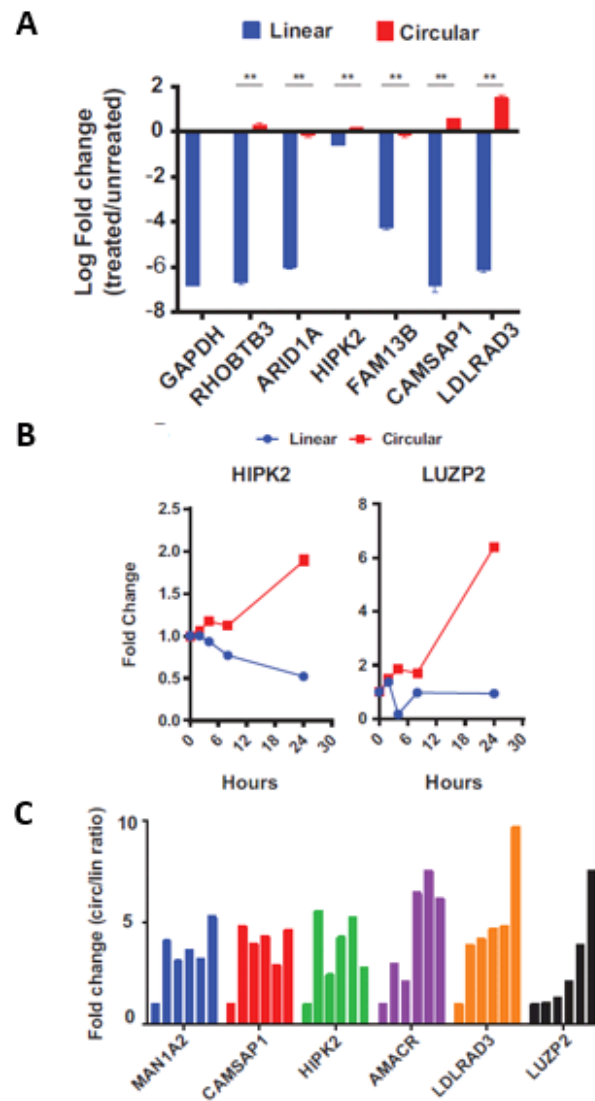 A
Linear Circular
** ** ** ** ** **
Log Fold change
(treated/unrreated)
2
0
-2
-4
-6
-8
GAPDH
RHOBTB3
ARID1A
HIPK2
FAM13B
CAMSAP1
LDLRAD3
B
Linear Circular
HIPK2 LUZP2
Fold Change
2.5
2.0
1.5
1.0
0.5
0.0
8
6
4
2
0
0 6 12 18 24 30
0 6 12 18 24 30
Hours Hours
C
Fold change (circ/lin ratio)
10
5
0
MAN1A2
CAMSAP1
HIPK2
AMACR
LDLRAD3
LUZP2